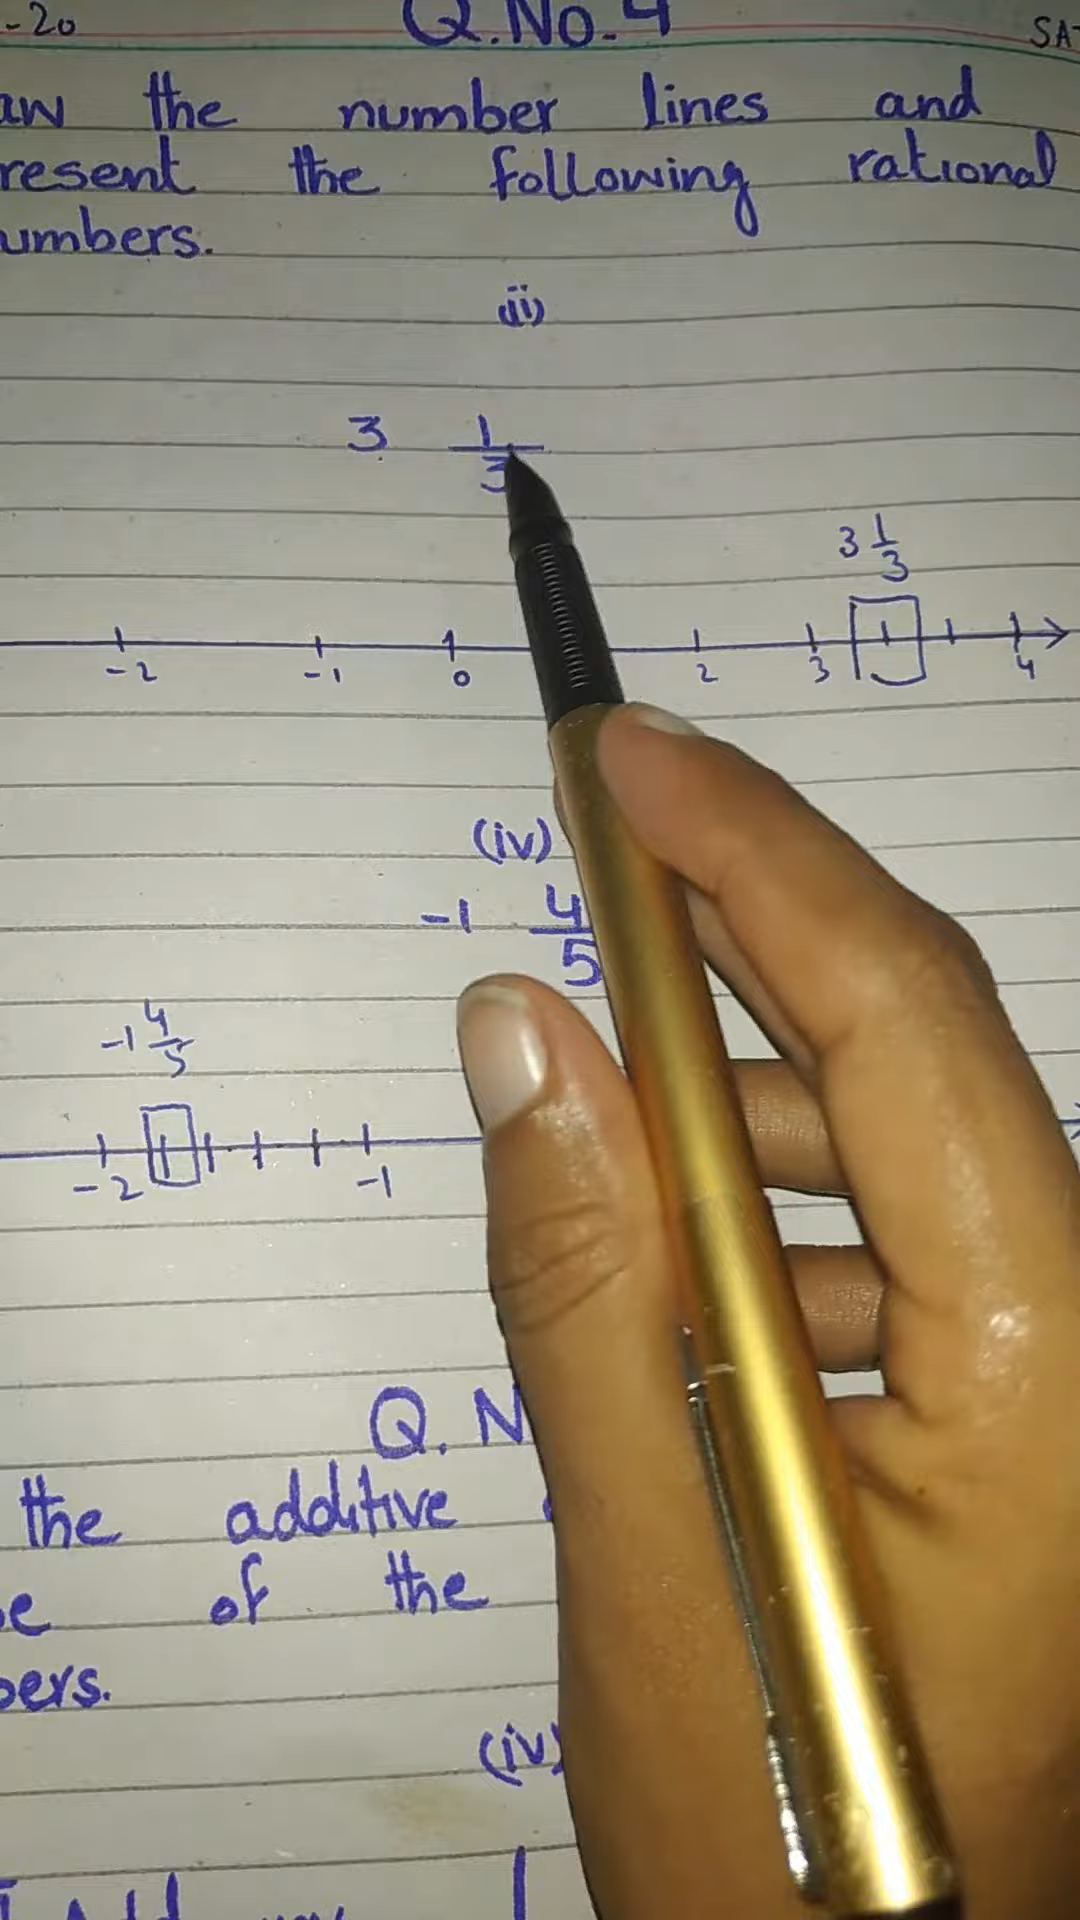 -20 Q.No.4 SA
aw the number lines and
resent the following rational
umbers.
(ii)
3 1/3
3 1/3
-2 -1 0 2 3 4
(iv)
-1 4/5
-1 4/5
-2 -1
Q. N
the additive
e of the
bers.
(iv)